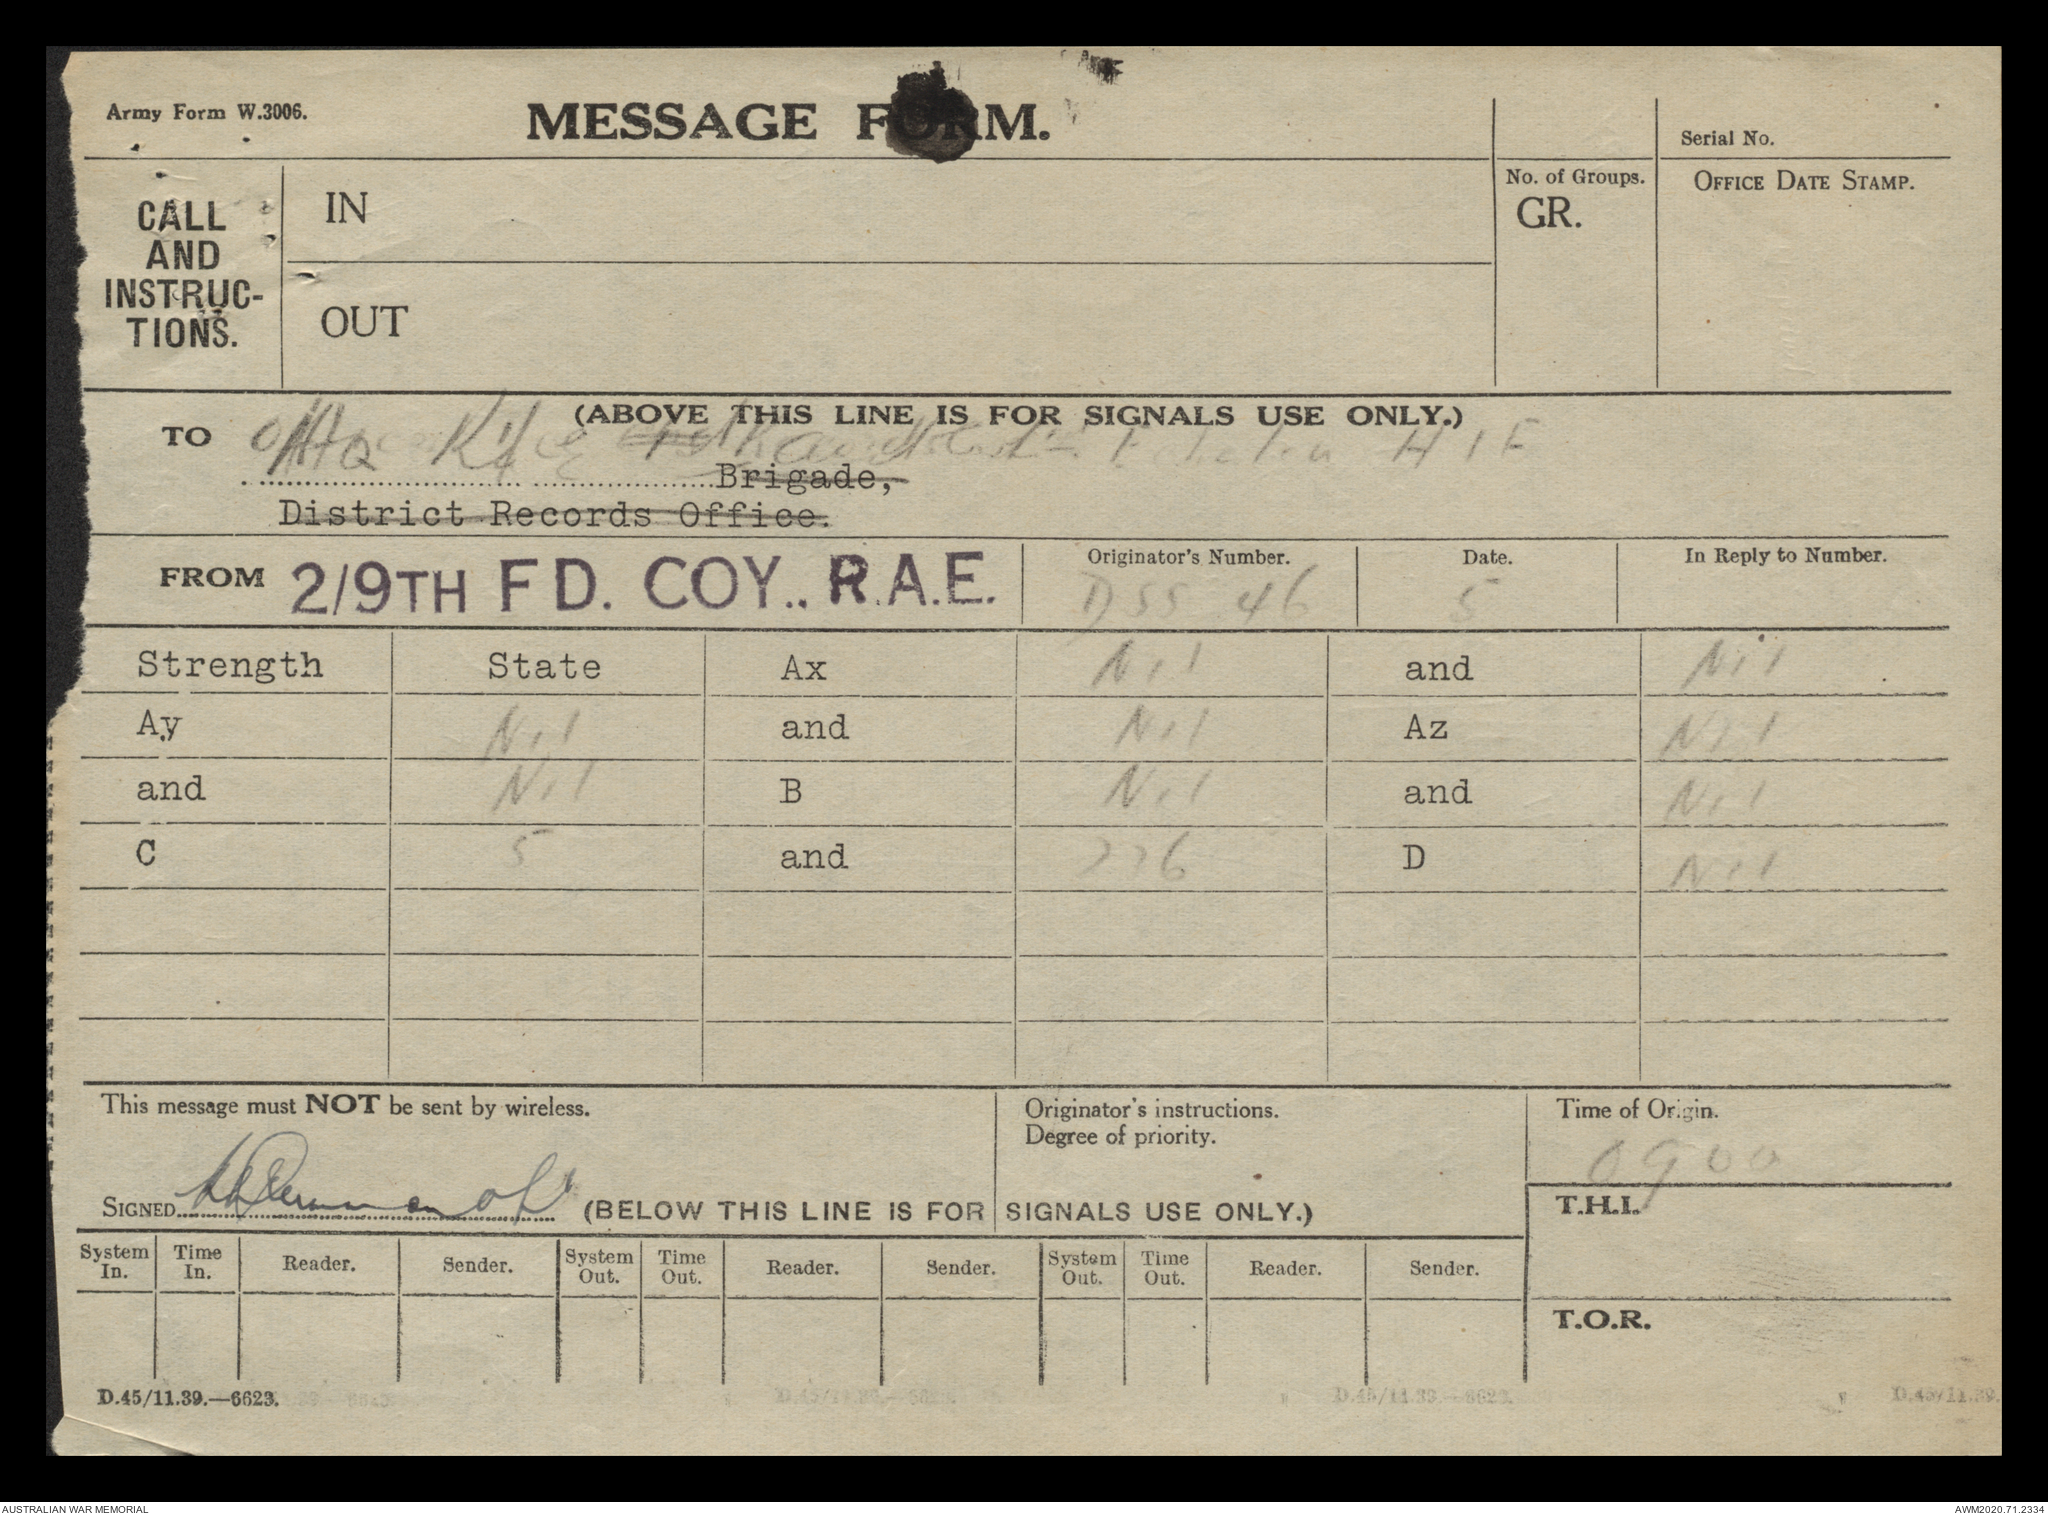 Army Form W.3006.
MESSAGE FORM.
Serial No.
CALL AND INSTRUC-TIONS.
IN
No. of Groups.
GR.
OFFICE DATE STAMP.
OUT
(ABOVE THIS LINE IS FOR SIGNALS USE ONLY.)
TO
Echelon AIF
Brigade,
District Records Office.
FROM 2/9TH FD. COY.. R.A.E.
Originator's Number.
DSS 46
Date.
5
In Reply to Number.
Strength State Ax Nil and Nil
Ay Nil and Nil Az Nil
and Nil B Nil and Nil
C 5 and 226 D Nil
This message must NOT be sent by wireless.
Originator's instructions.
Degree of priority.
Time of Origin.
0900
SIGNED
(BELOW THIS LINE IS FOR SIGNALS USE ONLY.)
T.H.I.
System In. Time In. Reader. Sender. System Out. Time Out. Reader. Sender. System Out. Time Out. Reader. Sender.
T.O.R.
D.45/11.39.—6623.
AUSTRALIAN WAR MEMORIAL
AWM2020.71.2334